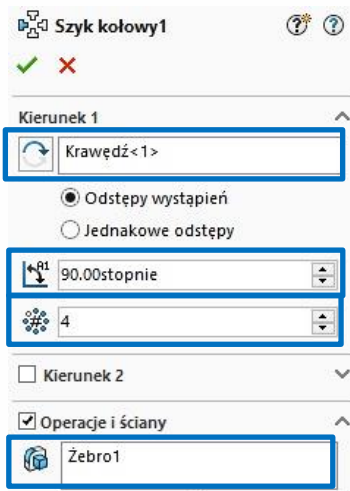 Szyk kołowy1
Kierunek 1
Krawędź<1>
Odstępy wystąpień
Jednakowe odstępy
90.00stopnie
4
Kierunek 2
Operacje i ściany
Żebro1